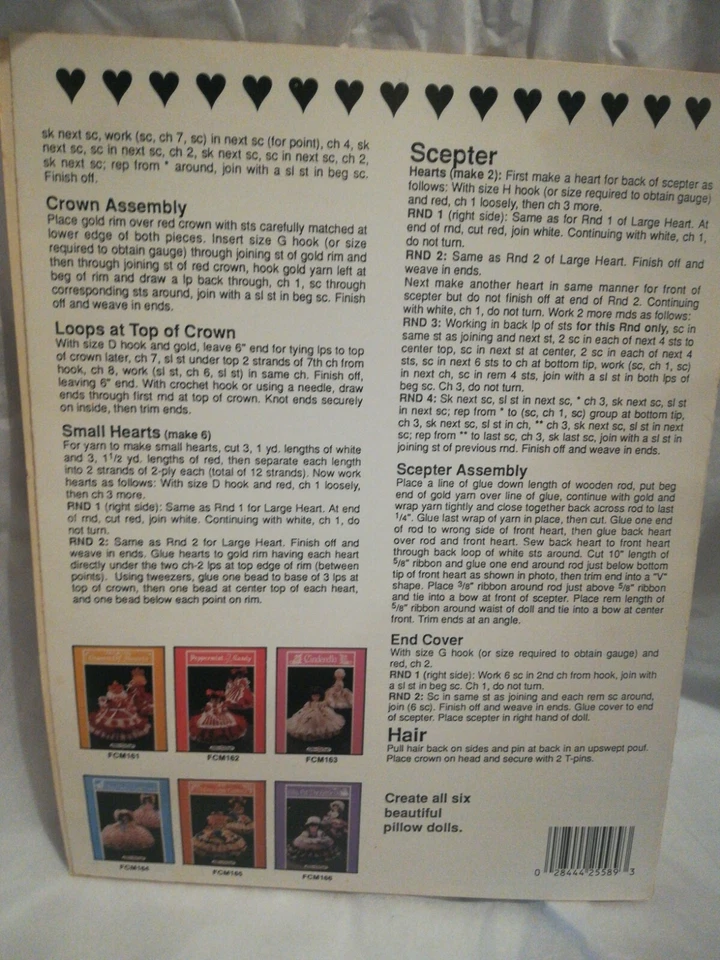 sk next sc, work (sc, ch 7, sc) in next sc (for point), ch 4, sk
next sc, sc in next sc, ch 2, sk next sc, sc in next sc, ch 2,
sk next sc; rep from * around, join with a sl st in beg sc.
Finish off.
Crown Assembly
Place gold rim over red crown with sts carefully matched at
lower edge of both pieces. Insert size G hook (or size
required to obtain gauge) through joining st of gold rim and
then through joining st of red crown, hook gold yarn left at
beg of rim and draw a lp back through, ch 1, sc through
corresponding sts around, join with a sl st in beg sc. Finish
off and weave in ends.
Loops at Top of Crown
With size D hook and gold, leave 6" end for tying lps to top
of crown later, ch 7, sl st under top 2 strands of 7th ch from
hook, ch 8, work (sl st, ch 6, sl st) in same ch. Finish off,
leaving 6" end. With crochet hook or using a needle, draw
ends through first rnd at top of crown. Knot ends securely
on inside, then trim ends.
Small Hearts (make 6)
For yarn to make small hearts, cut 3, 1 yd. lengths of white
and 3, 1 1/2 yd. lengths of red, then separate each length
into 2 strands of 2-ply each (total of 12 strands). Now work
hearts as follows: With size D hook and red, ch 1 loosely,
then ch 3 more.
RND 1 (right side): Same as Rnd 1 for Large Heart. At end
of rnd, cut red, join white. Continuing with white, ch 1, do
not turn.
RND 2: Same as Rnd 2 for Large Heart. Finish off and
weave in ends. Glue hearts to gold rim having each heart
directly under the two ch-2 lps at top edge of rim (between
points). Using tweezers, glue one bead to base of 3 lps at
top of crown, then one bead at center top of each heart,
and one bead below each point on rim.
Peppermint Candy
Cinderella
FCM161
FCM162
FCM163
FCM164
FCM165
FCM166
Scepter
Hearts (make 2): First make a heart for back of scepter as
follows: With size H hook (or size required to obtain gauge)
and red, ch 1 loosely, then ch 3 more.
RND 1 (right side): Same as for Rnd 1 of Large Heart. At
end of rnd, cut red, join white. Continuing with white, ch 1,
do not turn.
RND 2: Same as Rnd 2 of Large Heart. Finish off and
weave in ends.
Next make another heart in same manner for front of
scepter but do not finish off at end of Rnd 2. Continuing
with white, ch 1, do not turn. Work 2 more rnds as follows:
RND 3: Working in back lp of sts for this Rnd only, sc in
same st as joining and next st, 2 sc in each of next 4 sts to
center top, sc in next st at center, 2 sc in each of next 4
sts, sc in next 6 sts to ch at bottom tip, work (sc, ch 1, sc)
in next ch, sc in rem 4 sts, join with a sl st in both lps of
beg sc. Ch 3, do not turn.
RND 4: Sk next sc, sl st in next sc, * ch 3, sk next sc, sl st
in next sc; rep from * to (sc, ch 1, sc) group at bottom tip,
ch 3, sk next sc, sl st in ch, ** ch 3, sk next sc, sl st in next
sc; rep from ** to last sc, ch 3, sk last sc, join with a sl st in
joining st of previous rnd. Finish off and weave in ends.
Scepter Assembly
Place a line of glue down length of wooden rod, put beg
end of gold yarn over line of glue, continue with gold and
wrap yarn tightly and close together back across rod to last
1/4". Glue last wrap of yarn in place, then cut. Glue one end
of rod to wrong side of front heart, then glue back heart
over rod and front heart. Sew back heart to front heart
through back loop of white sts around. Cut 10" length of
5/8" ribbon and glue one end around rod just below bottom
tip of front heart as shown in photo, then trim end into a "V"
shape. Place 3/8" ribbon around rod just above 5/8" ribbon
and tie into a bow at front of scepter. Place rem length of
5/8" ribbon around waist of doll and tie into a bow at center
front. Trim ends at an angle.
End Cover
With size G hook (or size required to obtain gauge) and
red, ch 2.
RND 1 (right side): Work 6 sc in 2nd ch from hook, join with
a sl st in beg sc. Ch 1, do not turn.
RND 2: Sc in same st as joining and each rem sc around,
join (6 sc). Finish off and weave in ends. Glue cover to end
of scepter. Place scepter in right hand of doll.
Hair
Pull hair back on sides and pin at back in an upswept pouf.
Place crown on head and secure with 2 T-pins.
Create all six
beautiful
pillow dolls.
0 28444 25589 3